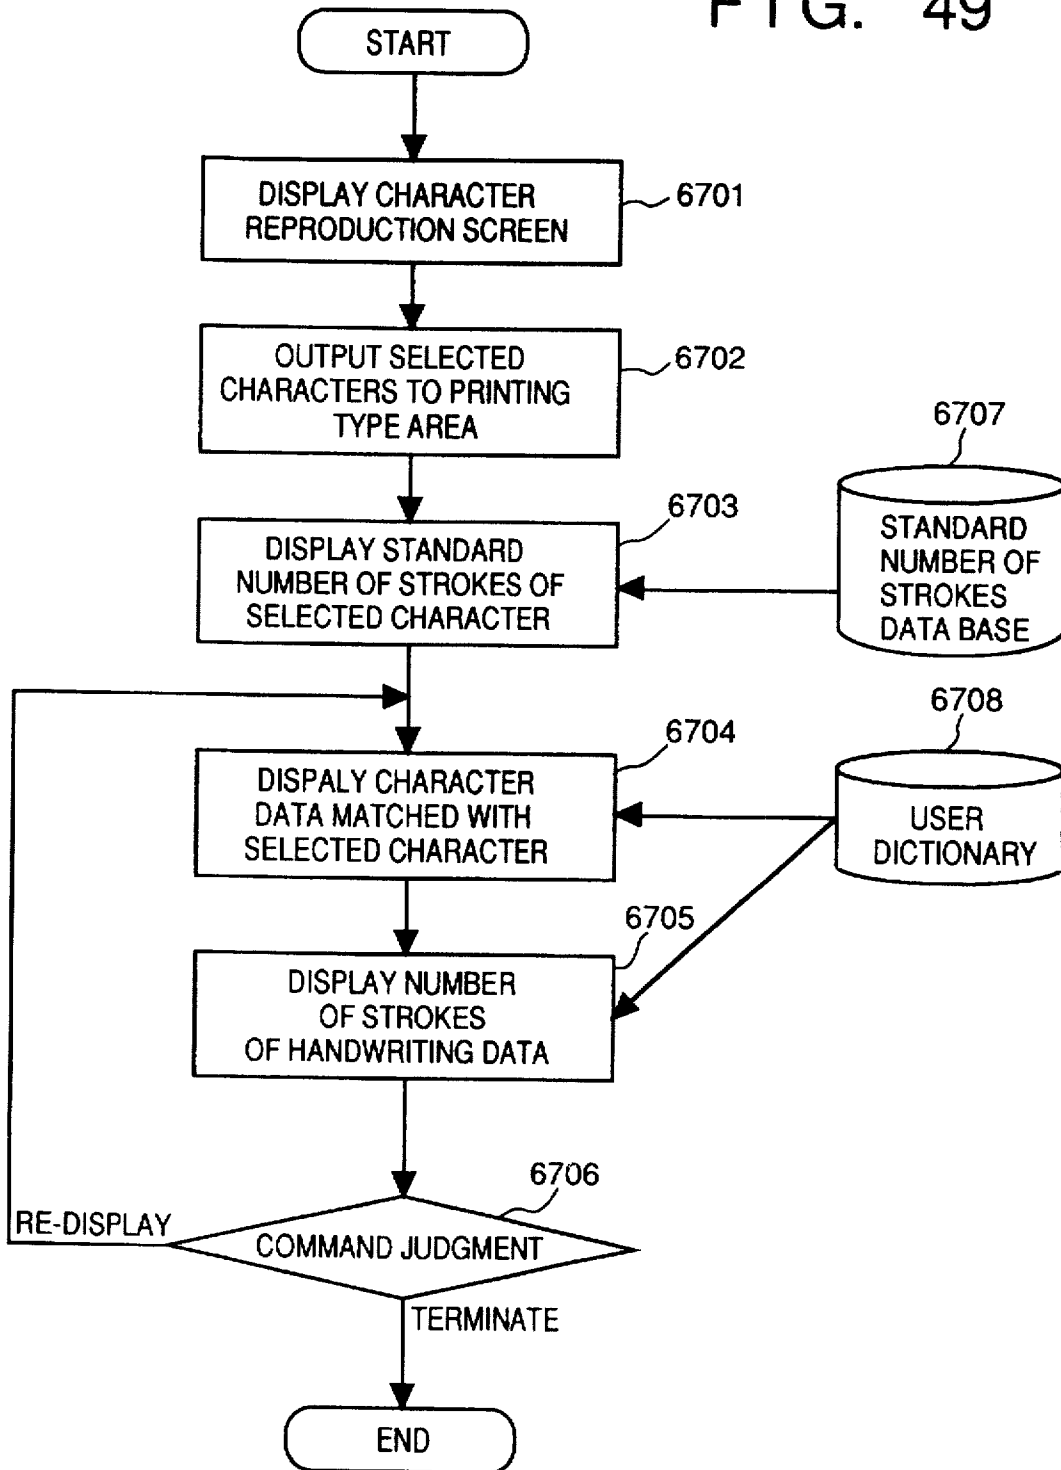 FIG. 49
START
DISPLAY CHARACTER
REPRODUCTION SCREEN
6701
OUTPUT SELECTED
CHARACTERS TO PRINTING
TYPE AREA
6702
6703
DISPLAY STANDARD
NUMBER OF STROKES OF
SELECTED CHARACTER
6707
STANDARD
NUMBER OF
STROKES
DATA BASE
6704
DISPALY CHARACTER
DATA MATCHED WITH
SELECTED CHARACTER
6708
USER
DICTIONARY
6705
DISPLAY NUMBER
OF STROKES
OF HANDWRITING DATA
6706
RE-DISPLAY
COMMAND JUDGMENT
TERMINATE
END